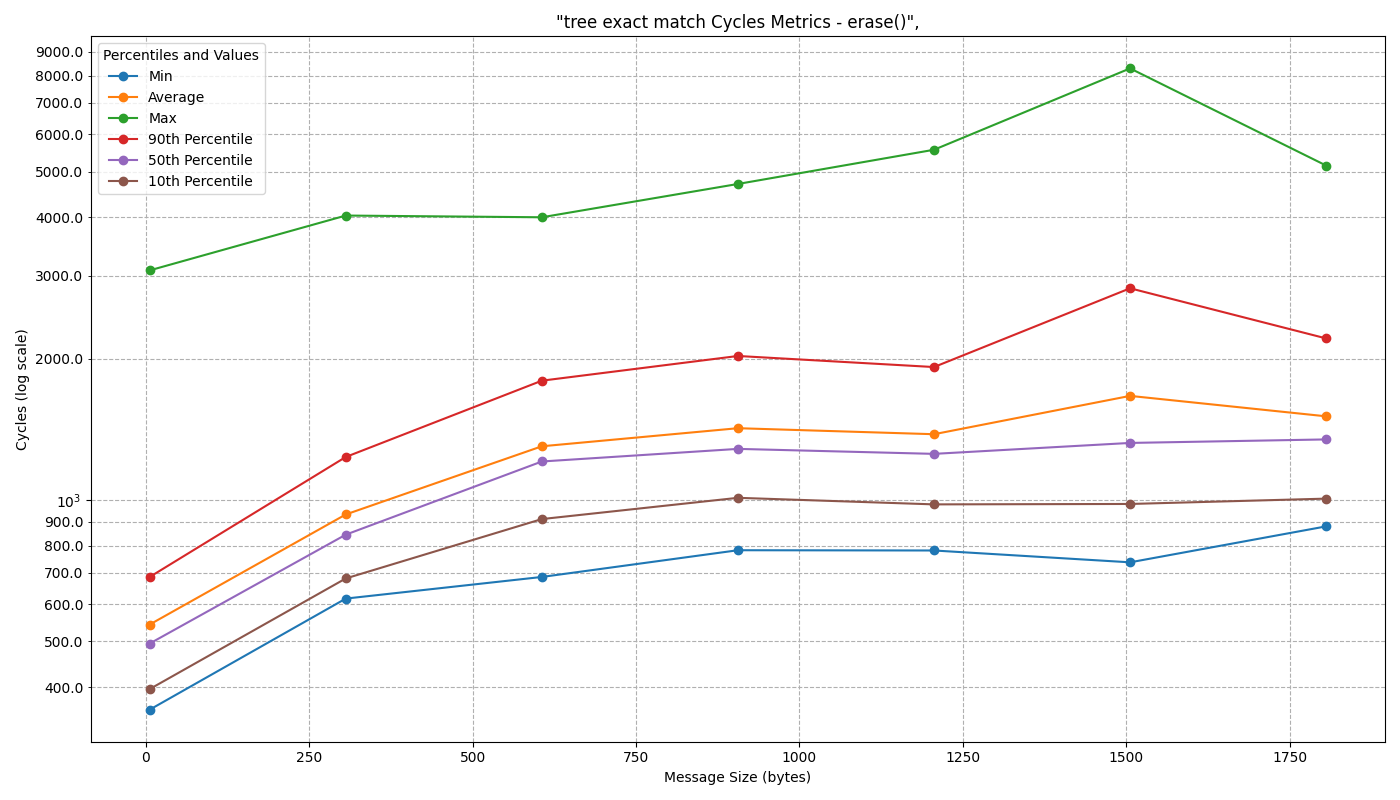 "tree exact match Cycles Metrics - erase()",
Percentiles and Values
Min
Average
Max
90th Percentile
50th Percentile
10th Percentile
9000.0
8000.0
7000.0
6000.0
5000.0
4000.0
3000.0
2000.0
10³
900.0
800.0
700.0
600.0
500.0
400.0
Cycles (log scale)
0 250 500 750 1000 1250 1500 1750
Message Size (bytes)